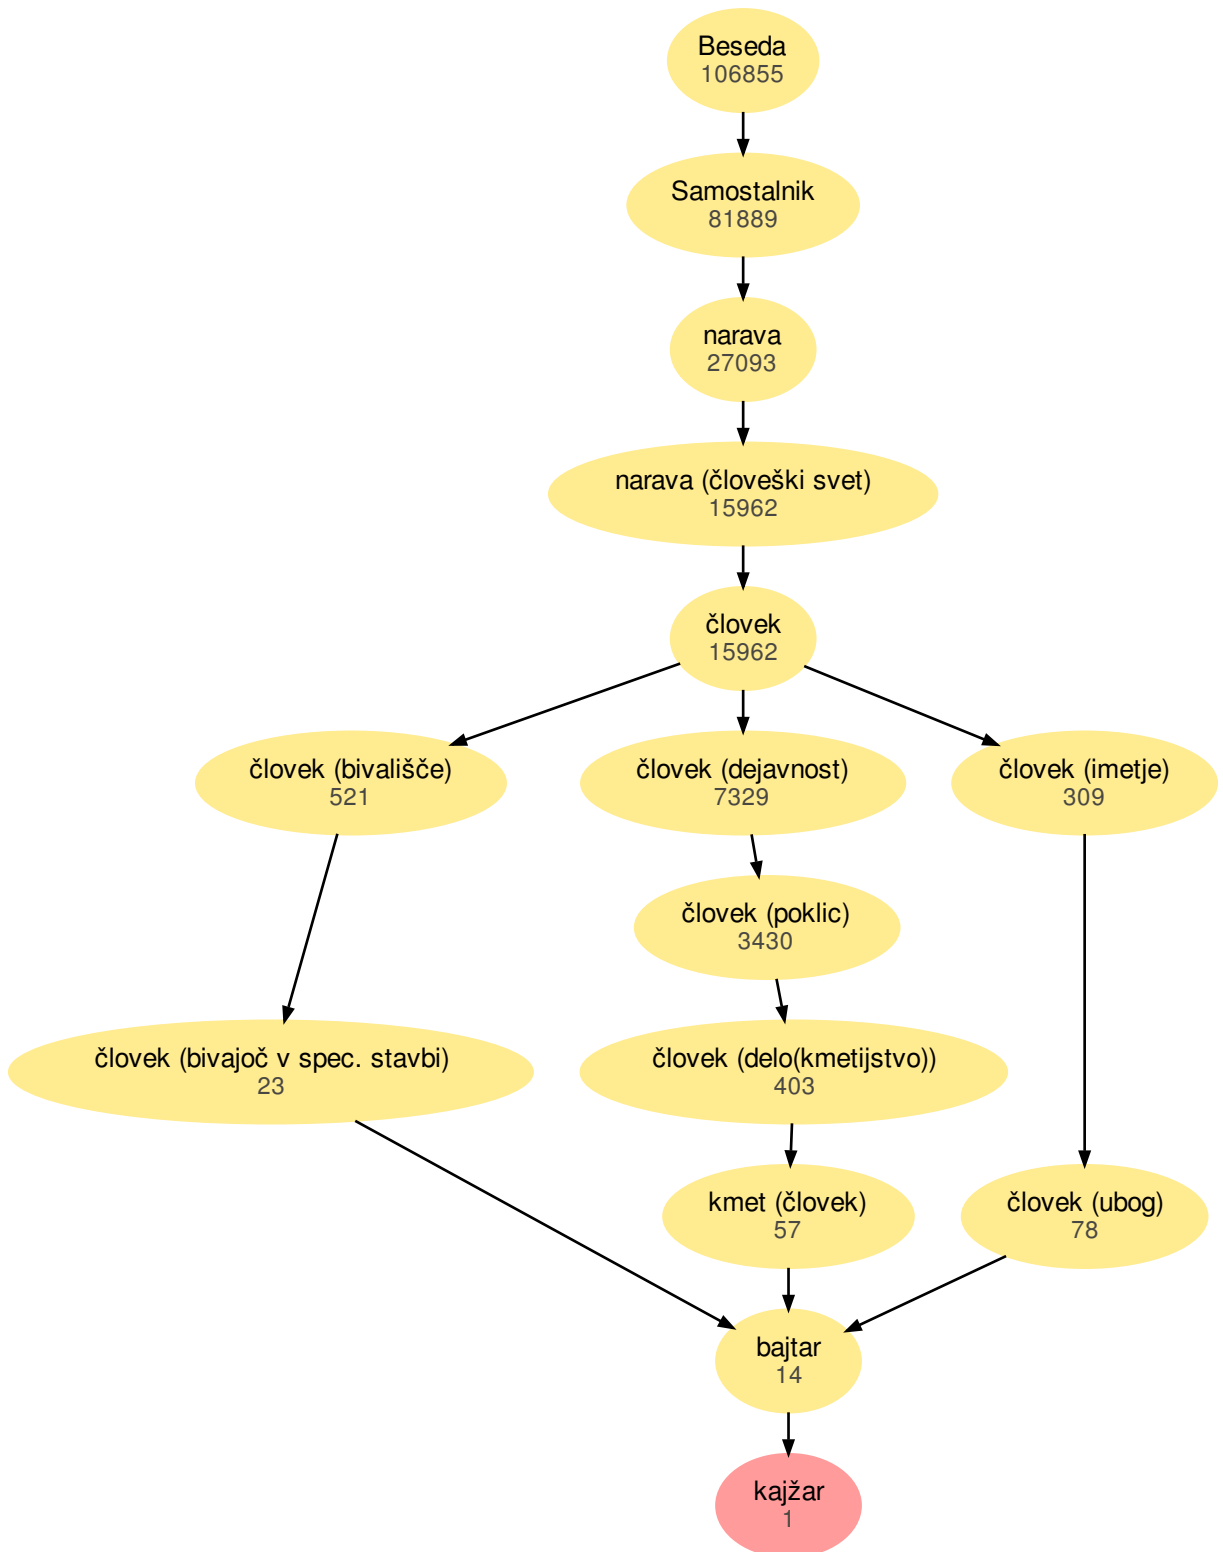 Beseda
106855
Samostalnik
81889
narava
27093
narava (človeški svet)
15962
človek
15962
človek (bivališče)
521
človek (dejavnost)
7329
človek (imetje)
309
človek (poklic)
3430
človek (bivajoč v spec. stavbi)
23
človek (delo(kmetijstvo))
403
kmet (človek)
57
človek (ubog)
78
bajtar
14
kajžar
1